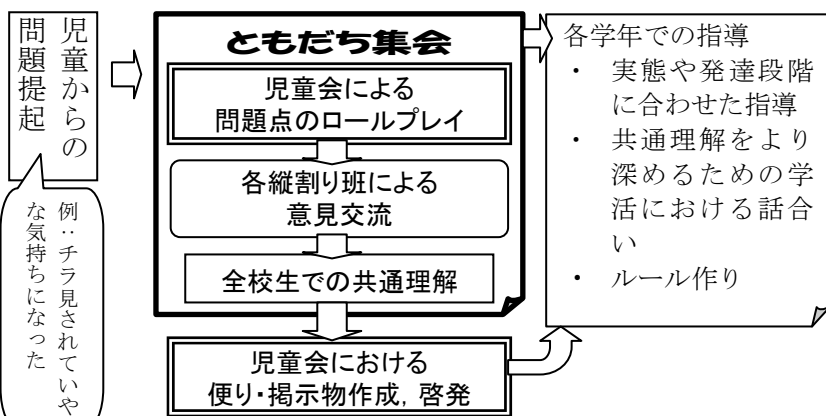 児童からの
問題提起
例：チラ見されていや
な気持ちになった
ともだち集会
児童会による
問題点のロールプレイ
各縦割り班による
意見交流
全校生での共通理解
児童会における
便り・掲示物作成，啓発
各学年での指導
・ 実態や発達段階
に合わせた指導
・ 共通理解をより
深めるための学
活における話合
い
・ ルール作り